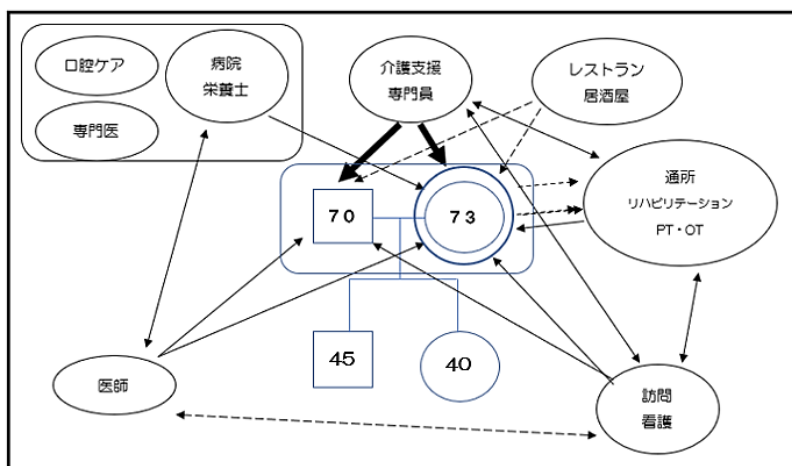 口腔ケア
専門医
病院
栄養士
介護支援
専門員
レストラン
居酒屋
通所
リハビリテーション
PT・OT
70
73
45
40
医師
訪問
看護